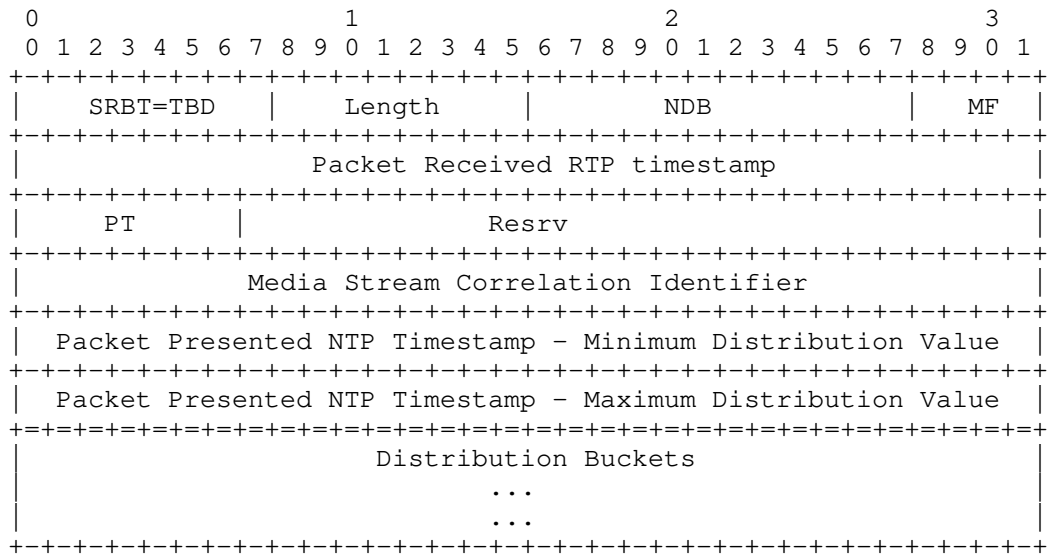 0                   1                   2                   3
 0 1 2 3 4 5 6 7 8 9 0 1 2 3 4 5 6 7 8 9 0 1 2 3 4 5 6 7 8 9 0 1
+-+-+-+-+-+-+-+-+-+-+-+-+-+-+-+-+-+-+-+-+-+-+-+-+-+-+-+-+-+-+-+-+
|    SRBT=TBD   |    Length     |        NDB            |   MF  |
+-+-+-+-+-+-+-+-+-+-+-+-+-+-+-+-+-+-+-+-+-+-+-+-+-+-+-+-+-+-+-+-+
|                  Packet Received RTP timestamp                |
+-+-+-+-+-+-+-+-+-+-+-+-+-+-+-+-+-+-+-+-+-+-+-+-+-+-+-+-+-+-+-+-+
|     PT      |               Resrv                             |
+-+-+-+-+-+-+-+-+-+-+-+-+-+-+-+-+-+-+-+-+-+-+-+-+-+-+-+-+-+-+-+-+
|              Media Stream Correlation Identifier              |
+-+-+-+-+-+-+-+-+-+-+-+-+-+-+-+-+-+-+-+-+-+-+-+-+-+-+-+-+-+-+-+-+
|  Packet Presented NTP Timestamp - Minimum Distribution Value  |
+-+-+-+-+-+-+-+-+-+-+-+-+-+-+-+-+-+-+-+-+-+-+-+-+-+-+-+-+-+-+-+-+
|  Packet Presented NTP Timestamp - Maximum Distribution Value  |
+=+=+=+=+=+=+=+=+=+=+=+=+=+=+=+=+=+=+=+=+=+=+=+=+=+=+=+=+=+=+=+=+
|                      Distribution Buckets                     |
|                             ...                               |
|                             ...                               |
+-+-+-+-+-+-+-+-+-+-+-+-+-+-+-+-+-+-+-+-+-+-+-+-+-+-+-+-+-+-+-+-+